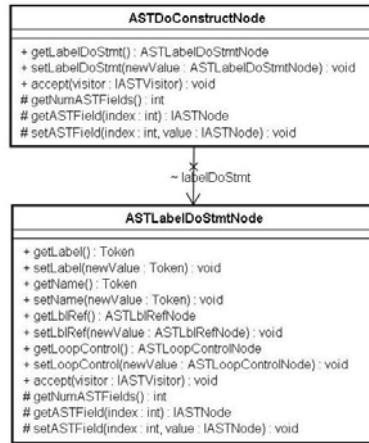 ASTDoConstructNode
+ getLabelDoStmt() : ASTLabelDoStmtNode
+ setLabelDoStmt(newValue : ASTLabelDoStmtNode) : void
+ accept(visitor : IASTVisitor) : void
# getNumASTFields() : int
# getASTField(index : int) : IASTNode
# setASTField(index : int, value : IASTNode) : void
~ labelDoStmt
ASTLabelDoStmtNode
+ getLabel() : Token
+ setLabel(newValue : Token) : void
+ getName() : Token
+ setName(newValue : Token) : void
+ getLblRef() : ASTLblRefNode
+ setLblRef(newValue : ASTLblRefNode) : void
+ getLoopControl() : ASTLoopControlNode
+ setLoopControl(newValue : ASTLoopControlNode) : void
+ accept(visitor : IASTVisitor) : void
# getNumASTFields() : int
# getASTField(index : int) : IASTNode
# setASTField(index : int, value : IASTNode) : void